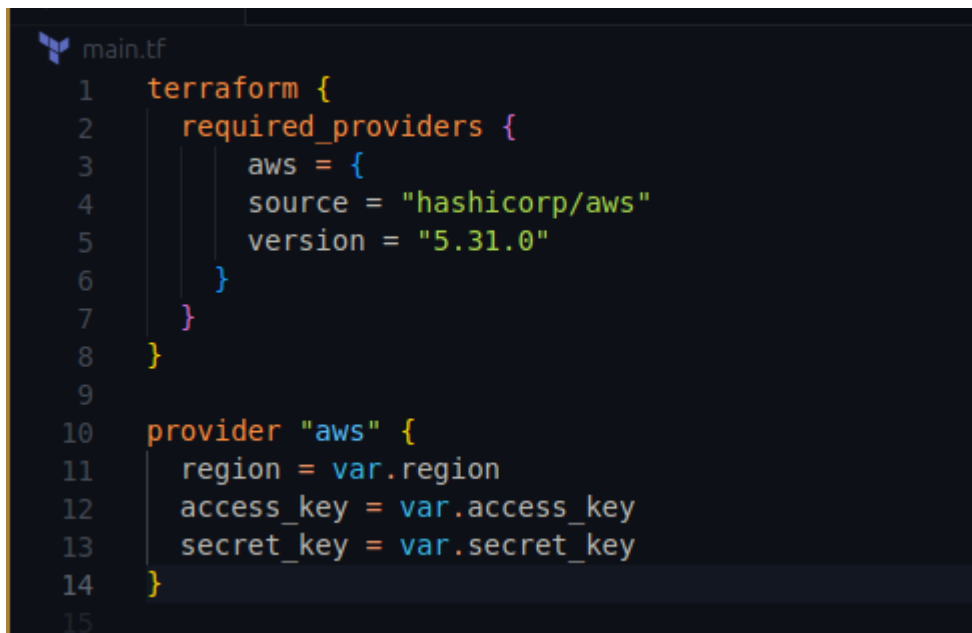 main.tf
1 terraform {
2 required_providers {
3 aws = {
4 source = "hashicorp/aws"
5 version = "5.31.0"
6 }
7 }
8 }
9
10 provider "aws" {
11 region = var.region
12 access_key = var.access_key
13 secret_key = var.secret_key
14 }
15